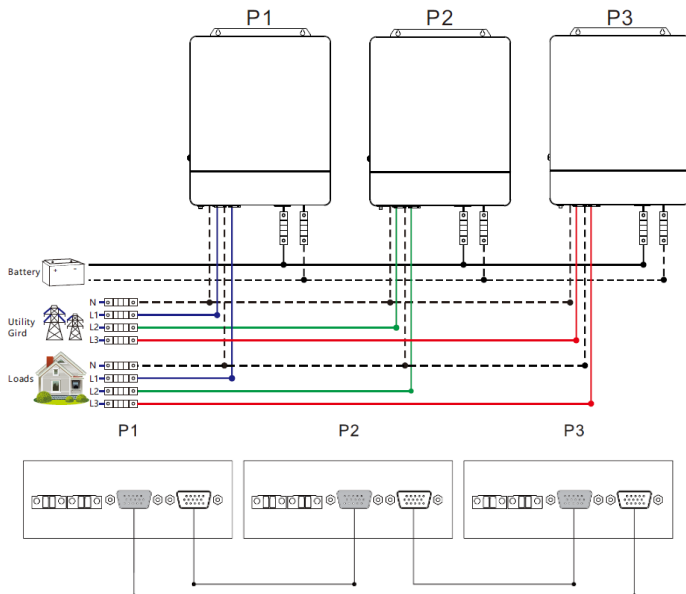 P1 P2 P3
Battery
N
L1
Utility
Gird
L2
L3
N
Loads
L1
L2
L3
P1 P2 P3